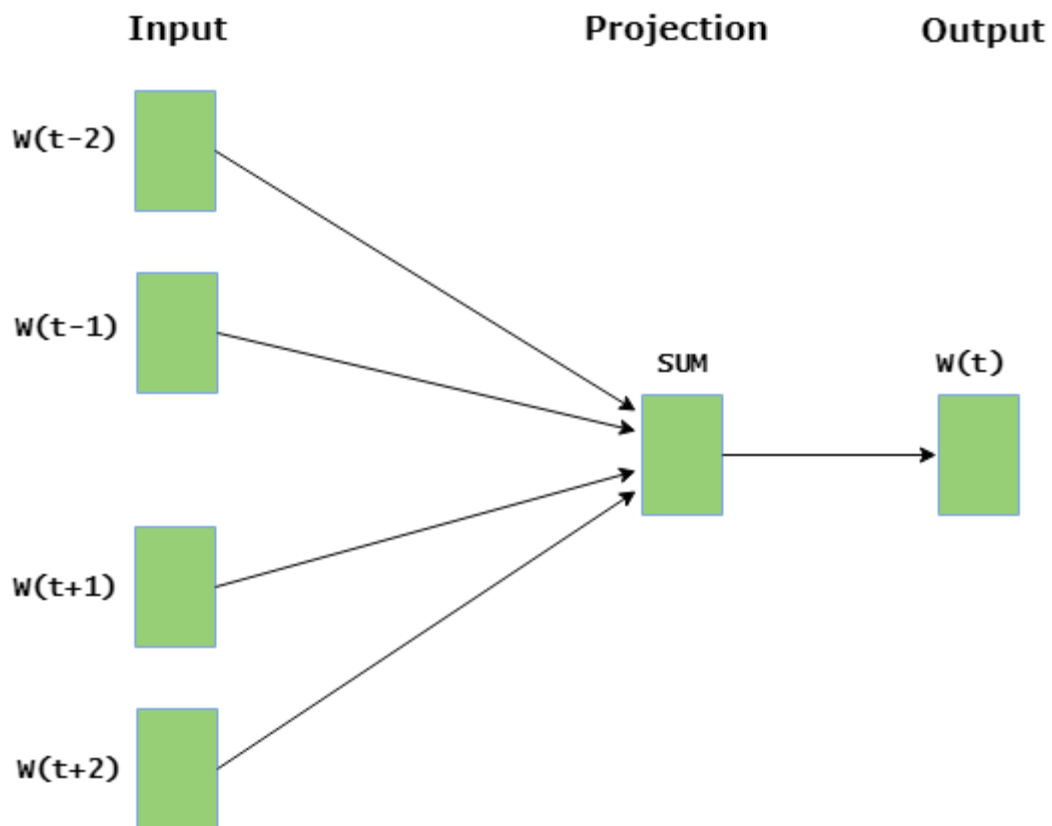 Input Projection Output
W(t-2)
W(t-1)
SUM W(t)
W(t+1)
W(t+2)